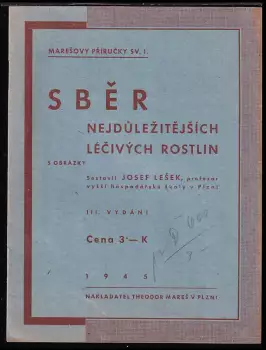 MAREŠOVY PŘÍRUČKY SV. I.
SBĚR
NEJDŮLEŽITĚJŠÍCH
LÉČIVÝCH ROSTLIN
S OBRÁZKY
Sestavil JOSEF LEŠEK, profesor
vyšší hospodářské školy v Plzni
III. VYDÁNÍ
Cena 3·— K
1945
NAKLADATEL THEODOR MAREŠ V PLZNI